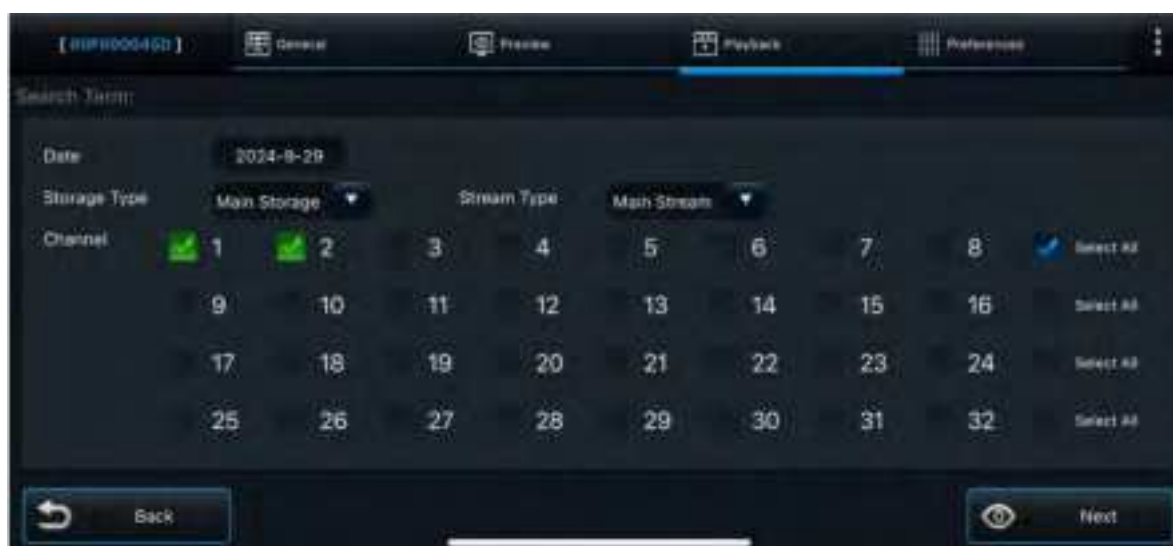 General Preview Playback Preferences
Search Term:
Date 2024-9-29
Storage Type Main Storage Stream Type Main Stream
Channel 1 2 3 4 5 6 7 8 Select All
9 10 11 12 13 14 15 16 Select All
17 18 19 20 21 22 23 24 Select All
25 26 27 28 29 30 31 32 Select All
Back Next